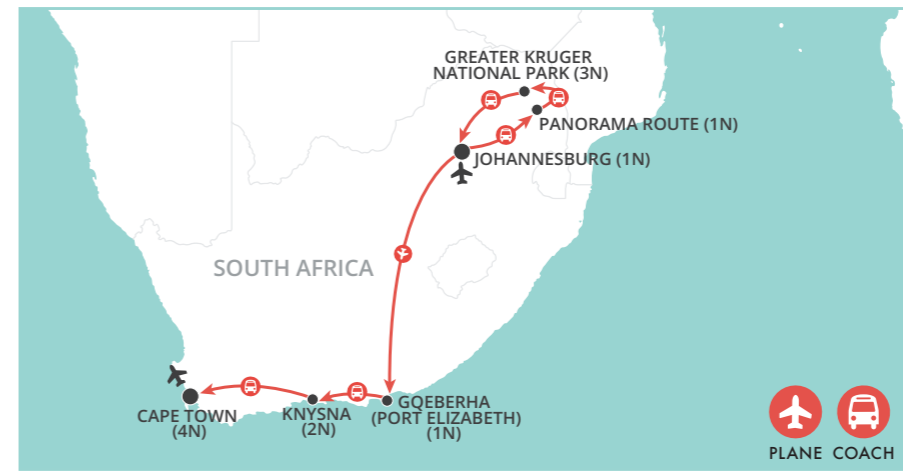 GREATER KRUGER
NATIONAL PARK (3N)
PANORAMA ROUTE (1N)
JOHANNESBURG (1N)
SOUTH AFRICA
CAPE TOWN
(4N)
KNYSNA
(2N)
GQEBERHA
(PORT ELIZABETH)
(1N)
PLANE COACH